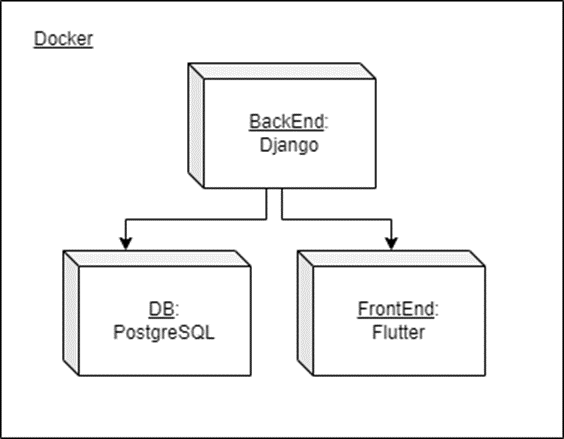 Docker
BackEnd:
Django
DB:
PostgreSQL
FrontEnd:
Flutter